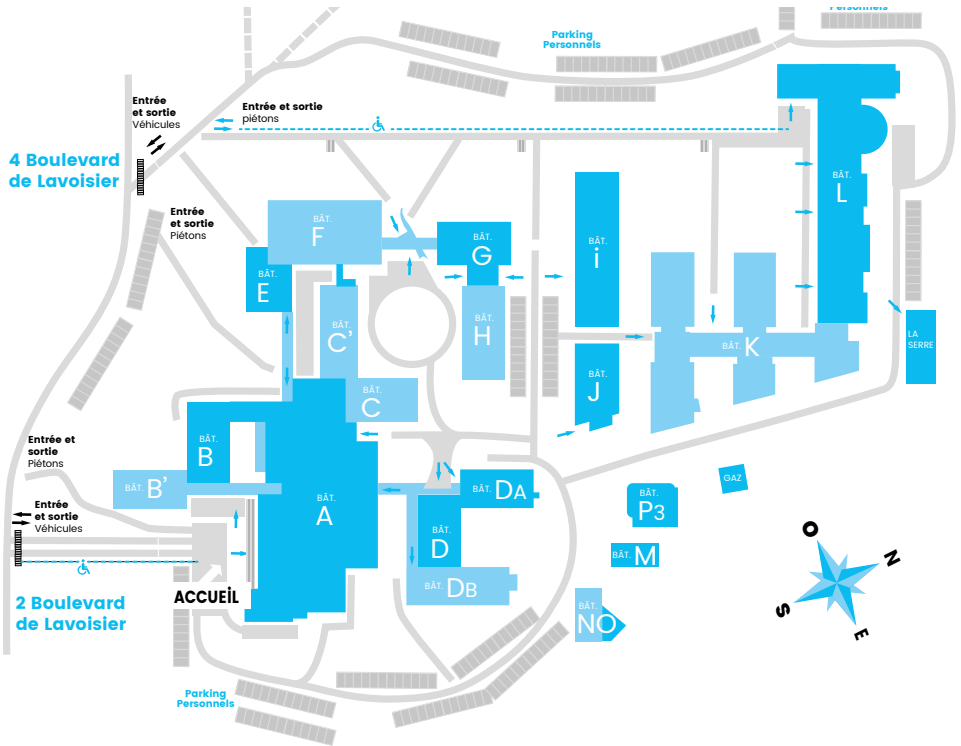 Personnels
Parking
Personnels
Entrée
et sortie
Véhicules
Entrée et sortie
piétons
4 Boulevard
de Lavoisier
BÂT.
L
Entrée
et sortie
Piétons
BÂT.
F
BÂT.
G
BÂT.
i
BÂT.
E
BÂT.
C'
BÂT.
H
BÂT. K
LA
SERRE
BÂT.
J
BÂT.
C
Entrée et
sortie
Piétons
BÂT.
B
BÂT. B'
BÂT.
A
BÂT. DA
GAZ
BÂT.
P3
Entrée
et sortie
Véhicules
BÂT.
D
BÂT. M
O
N
S
E
BÂT. DB
ACCUEİL
2 Boulevard
de Lavoisier
BÂT.
NO
Parking
Personnels